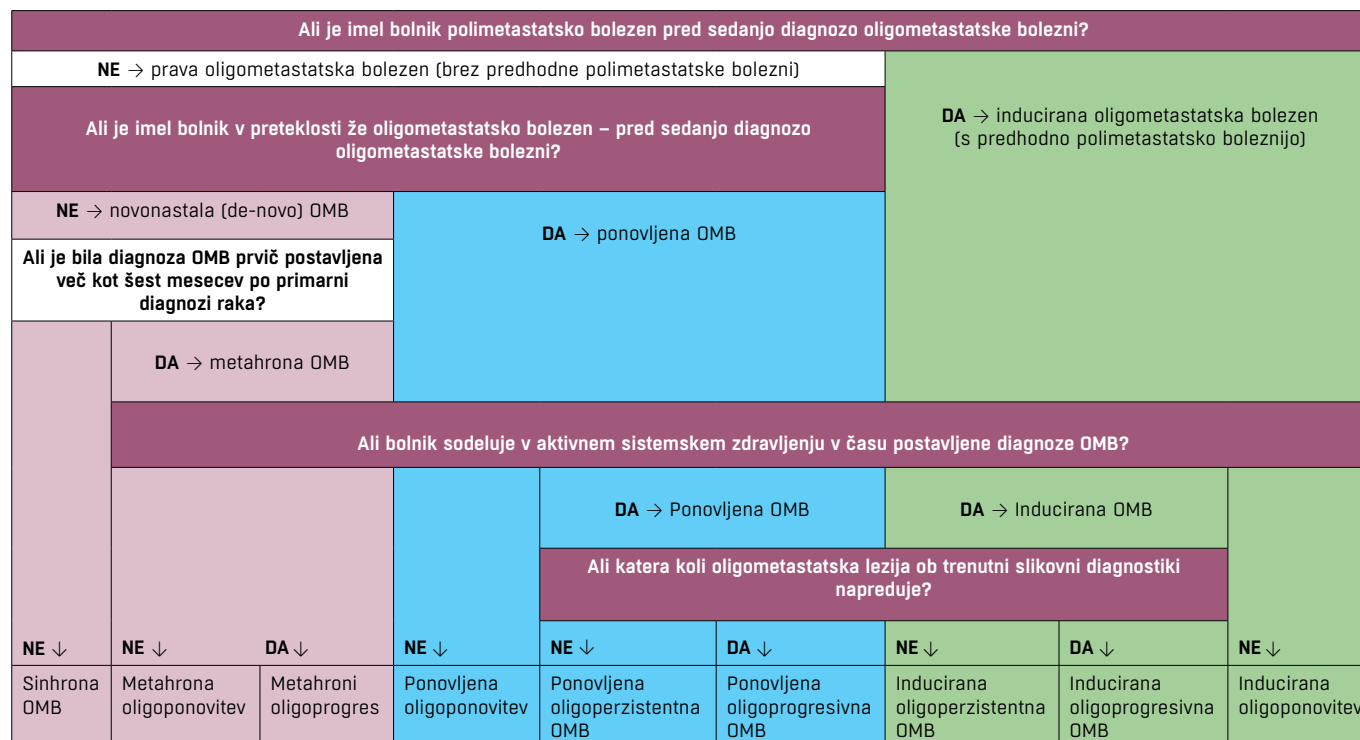 Ali je imel bolnik polimetastatsko bolezen pred sedanjo diagnozo oligometastatske bolezni?
NE → prava oligometastatska bolezen (brez predhodne polimetastatske bolezni)
DA → inducirana oligometastatska bolezen
(s predhodno polimetastatsko boleznijo)
Ali je imel bolnik v preteklosti že oligometastatsko bolezen – pred sedanjo diagnozo
oligometastatske bolezni?
NE → novonastala (de-novo) OMB
DA → ponovljena OMB
Ali je bila diagnoza OMB prvič postavljena
več kot šest mesecev po primarni
diagnozi raka?
DA → metahrona OMB
Ali bolnik sodeluje v aktivnem sistemskem zdravljenju v času postavljene diagnoze OMB?
DA → Ponovljena OMB
DA → Inducirana OMB
Ali katera koli oligometastatska lezija ob trenutni slikovni diagnostiki
napreduje?
NE ↓
NE ↓
DA ↓
NE ↓
NE ↓
DA ↓
NE ↓
DA ↓
NE ↓
Sinhrona
OMB
Metahrona
oligoponovitev
Metahroni
oligoprogres
Ponovljena
oligoponovitev
Ponovljena
oligoperzistentna
OMB
Ponovljena
oligoprogresivna
OMB
Inducirana
oligoperzistentna
OMB
Inducirana
oligoprogresivna
OMB
Inducirana
oligoponovitev